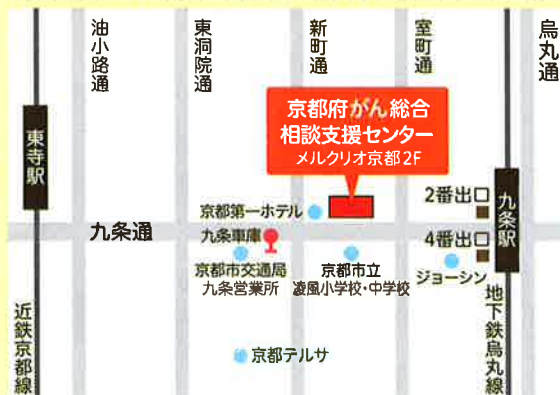 油小路通
東洞院通
新町通
室町通
烏丸通
京都府がん総合
相談支援センター
メルクリオ京都2F
東寺駅
2番出口
九条駅
京都第一ホテル
九条通
九条車庫
4番出口
京都市交通局
九条営業所
京都市立
凌風小学校・中学校
ジョーシン
近鉄京都線
地下鉄烏丸線
京都テルサ